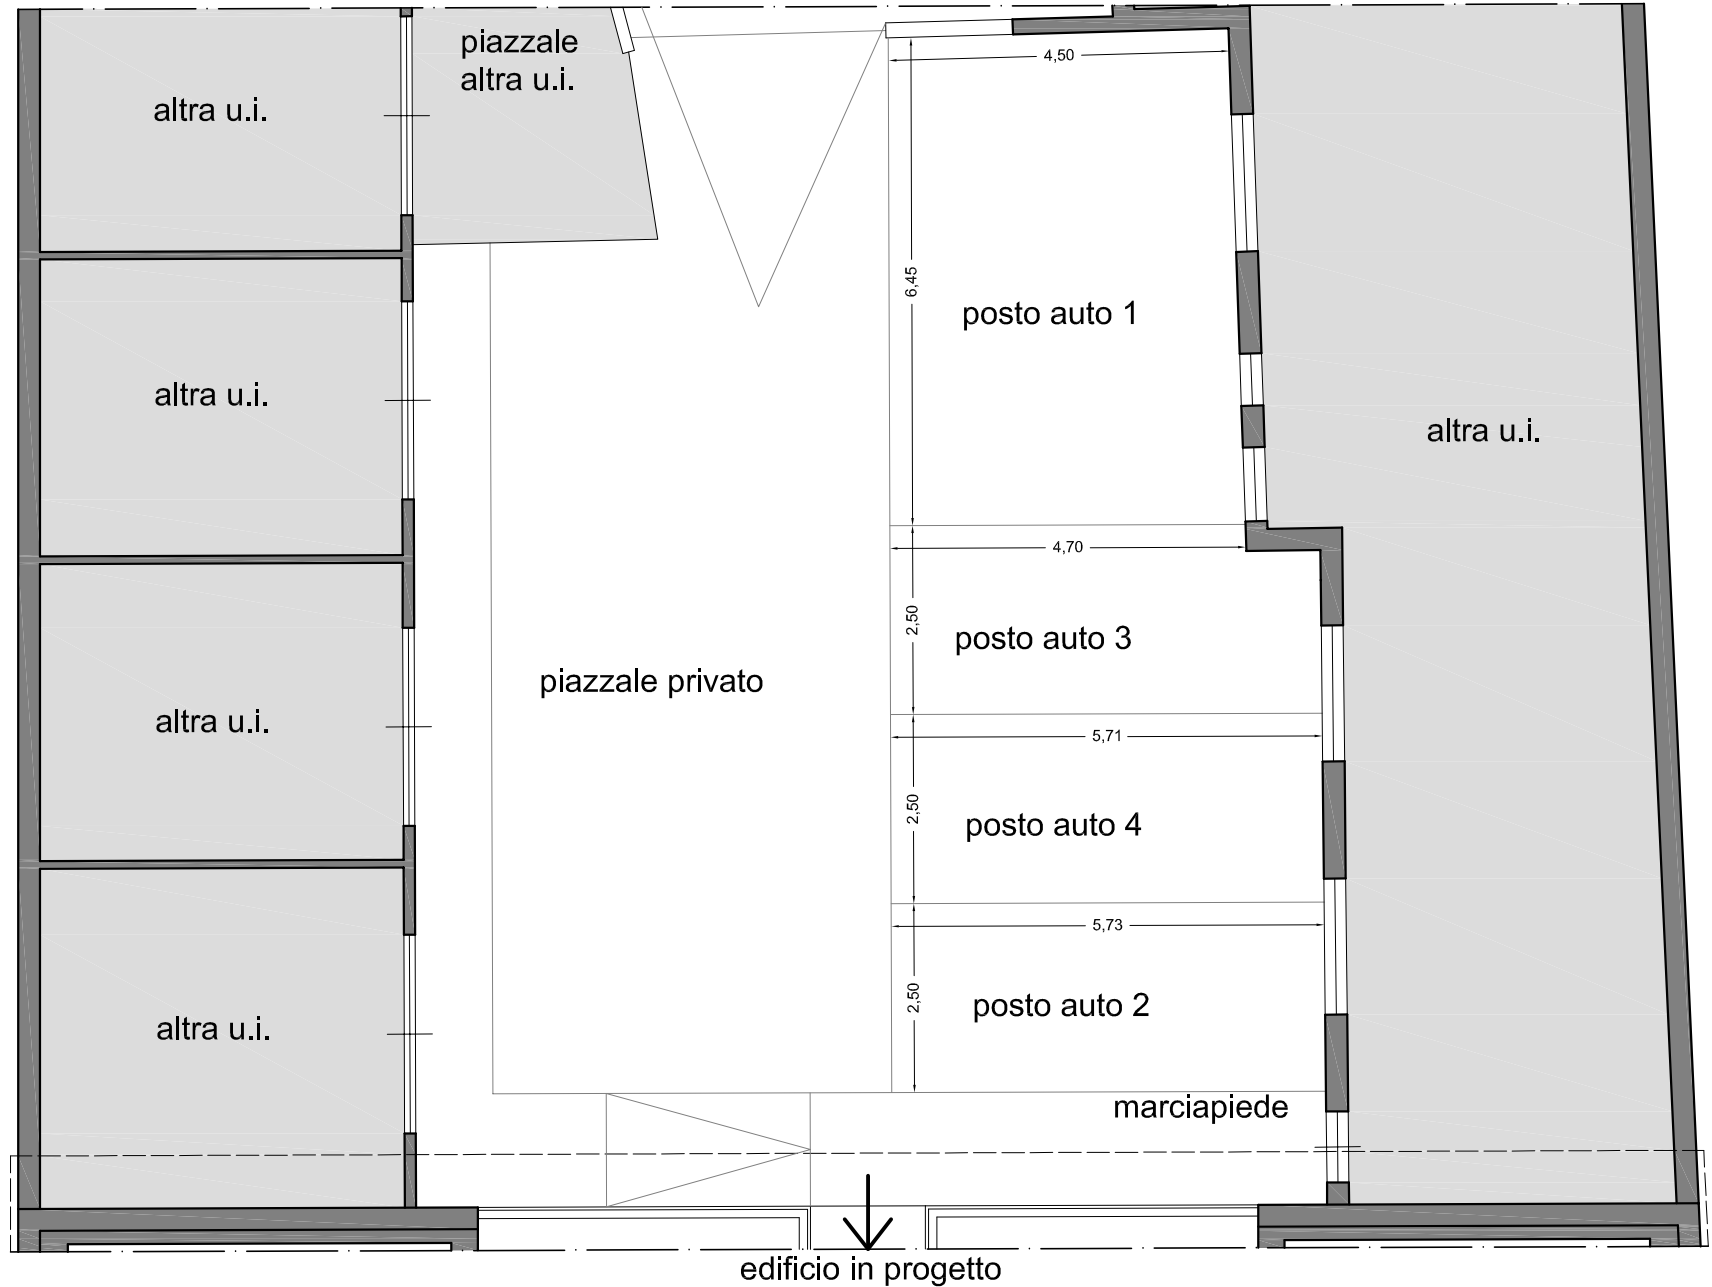 piazzale
altra u.i.
altra u.i.
4,50
6,45
posto auto 1
altra u.i.
altra u.i.
4,70
2,50
posto auto 3
piazzale privato
altra u.i.
5,71
2,50
posto auto 4
5,73
2,50
posto auto 2
altra u.i.
marciapiede
edificio in progetto